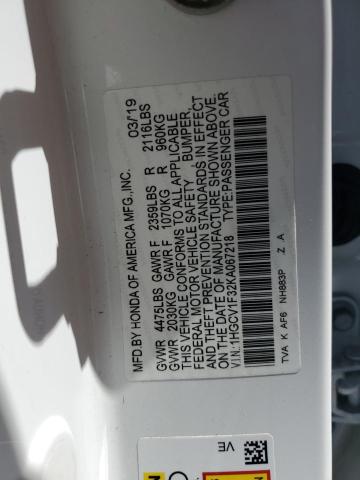 MFD.BY HONDA OF AMERICA MFG.,INC. 03/'19
GVWR 4475LBS GAWR F 2359LBS R 2116LBS
GVWR 2030KG GAWR F 1070KG R 960KG
THIS VEHICLE CONFORMS TO ALL APPLICABLE
FEDERAL MOTOR VEHICLE SAFETY, BUMPER,
AND THEFT PREVENTION STANDARDS IN EFFECT
ON THE DATE OF MANUFACTURE SHOWN ABOVE.
V.I.N.:1HGCV1F32KA067218 TYPE:PASSENGER CAR
TVA K AF6 NH883P Z .A
VE